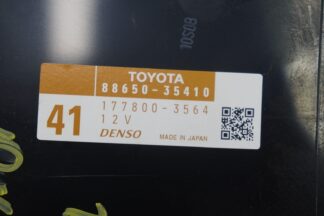 TOYOTA
88650-35410
41
177800-3564
12V
DENSO
MADE IN JAPAN